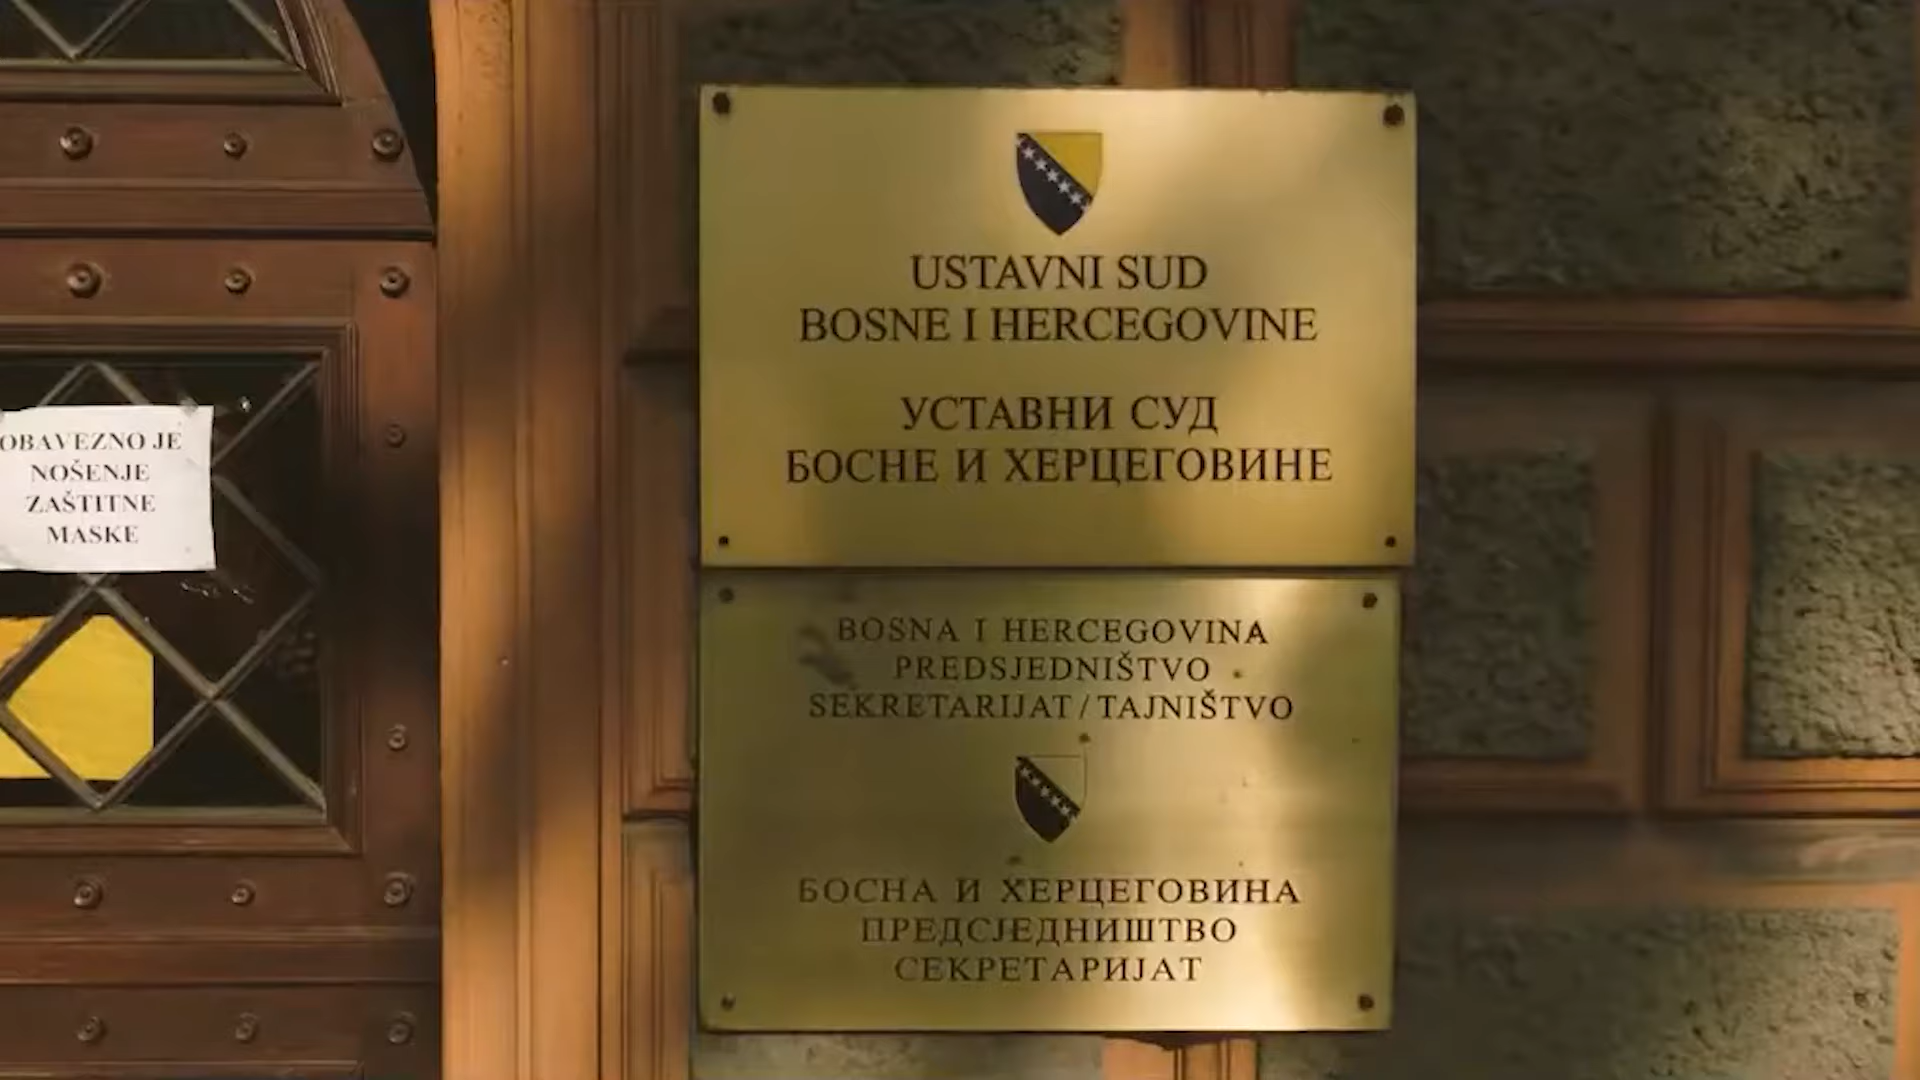 OBAVEZNO JE
NOŠENJE
ZAŠTITNE
MASKE
USTAVNI SUD
BOSNE I HERCEGOVINE
УСТАВНИ СУД
БОСНЕ И ХЕРЦЕГОВИНЕ
BOSNA I HERCEGOVINA
PREDSJEDNIŠTVO
SEKRETARIJAT / TAJNIŠTVO
БОСНА И ХЕРЦЕГОВИНА
ПРЕДСЈЕДНИШТВО
СЕКРЕТАРИЈАТ